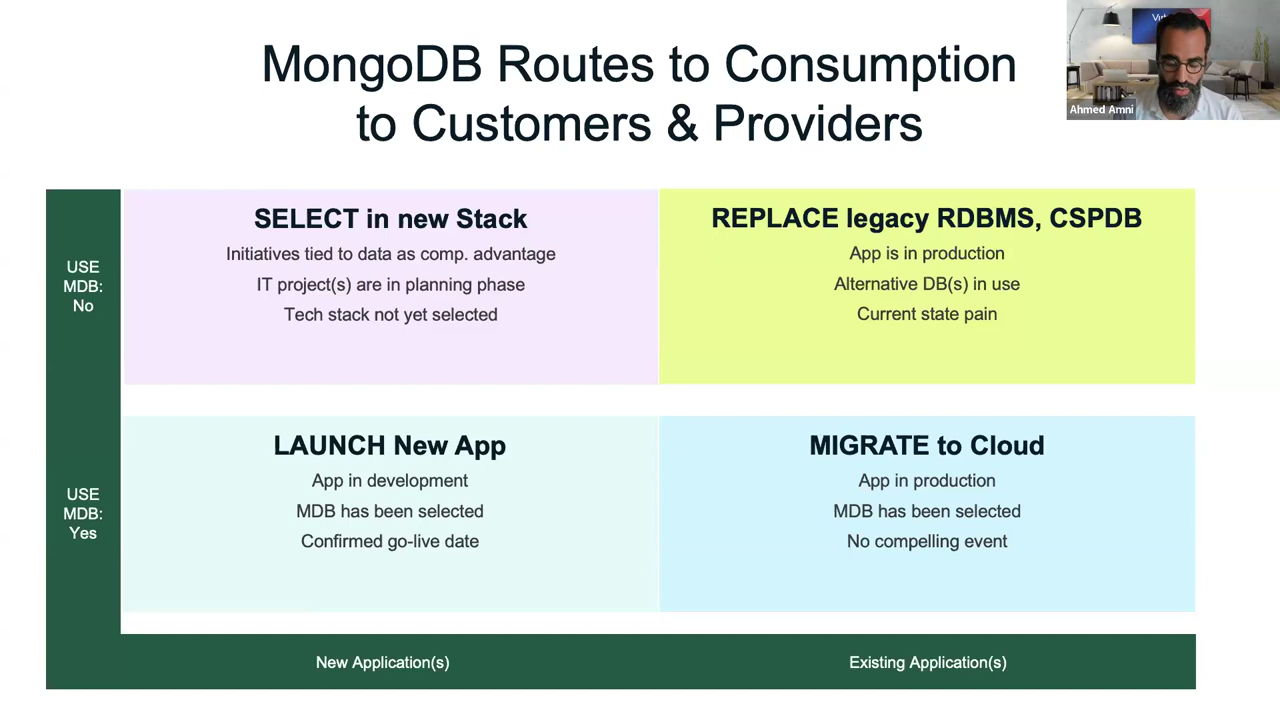 MongoDB Routes to Consumption
to Customers & Providers
Ahmed Amni
USE
MDB:
No
SELECT in new Stack
Initiatives tied to data as comp. advantage
IT project(s) are in planning phase
Tech stack not yet selected
REPLACE legacy RDBMS, CSPDB
App is in production
Alternative DB(s) in use
Current state pain
USE
MDB:
Yes
LAUNCH New App
App in development
MDB has been selected
Confirmed go-live date
MIGRATE to Cloud
App in production
MDB has been selected
No compelling event
New Application(s)
Existing Application(s)